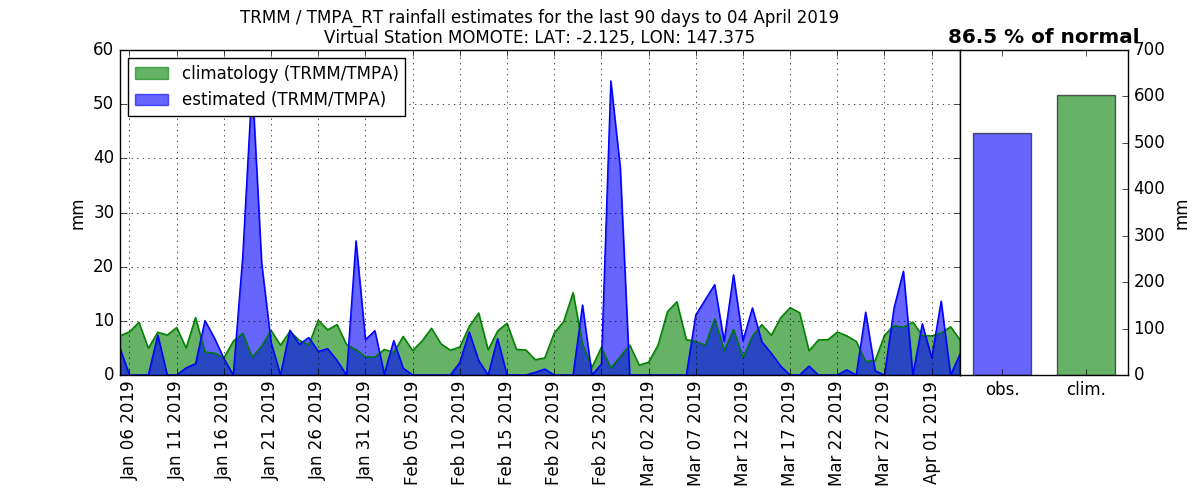 TRMM / TMPA_RT rainfall estimates for the last 90 days to 04 April 2019
Virtual Station MOMOTE: LAT: -2.125, LON: 147.375
86.5 % of normal
climatology (TRMM/TMPA)
estimated (TRMM/TMPA)
60
50
40
30
20
10
0
mm
Jan 06 2019
Jan 11 2019
Jan 16 2019
Jan 21 2019
Jan 26 2019
Jan 31 2019
Feb 05 2019
Feb 10 2019
Feb 15 2019
Feb 20 2019
Feb 25 2019
Mar 02 2019
Mar 07 2019
Mar 12 2019
Mar 17 2019
Mar 22 2019
Mar 27 2019
Apr 01 2019
obs.
clim.
700
600
500
400
300
200
100
0
mm